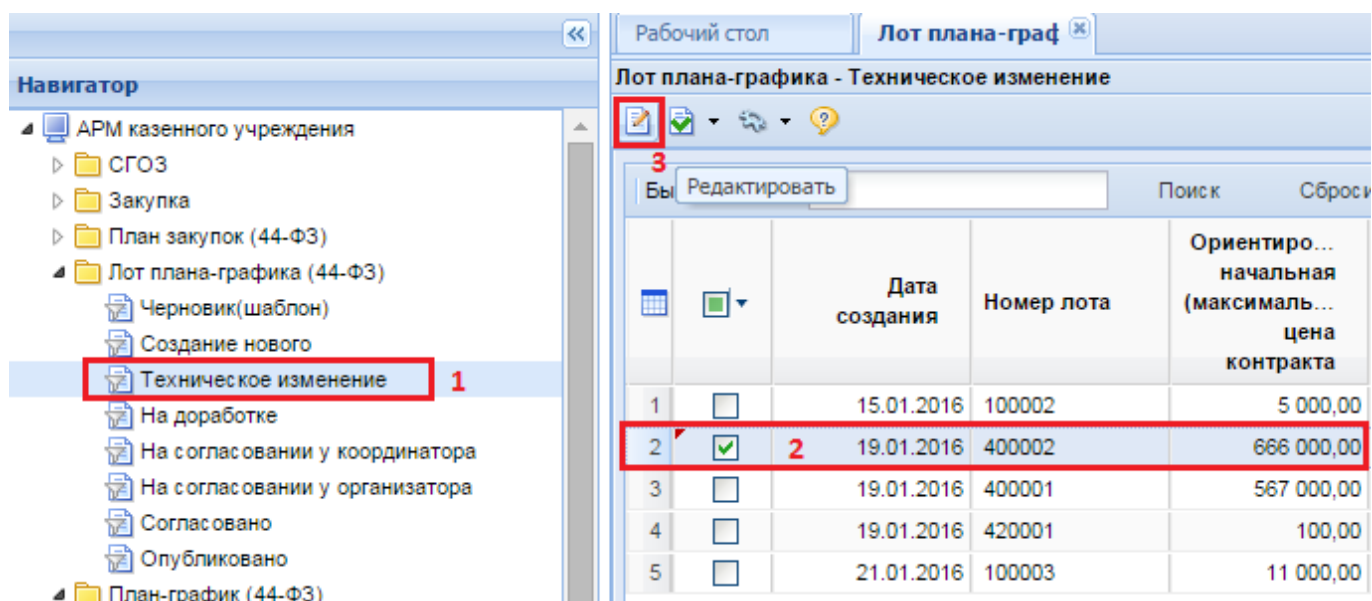 Навигатор
АРМ казенного учреждения
СГОЗ
Закупка
План закупок (44-ФЗ)
Лот плана-графика (44-ФЗ)
Черновик(шаблон)
Создание нового
Техническое изменение 1
На доработке
На согласовании у координатора
На согласовании у организатора
Согласовано
Опубликовано
План-график (44-ФЗ)
Рабочий стол Лот плана-граф
Лот плана-графика - Техническое изменение
3
Бы Редактировать Поиск Сброси
Дата создания
Номер лота
Ориентиро...
начальная
(максималь...
цена
контракта
1 15.01.2016 100002 5 000,00
2 2 19.01.2016 400002 666 000,00
3 19.01.2016 400001 567 000,00
4 19.01.2016 420001 100,00
5 21.01.2016 100003 11 000,00